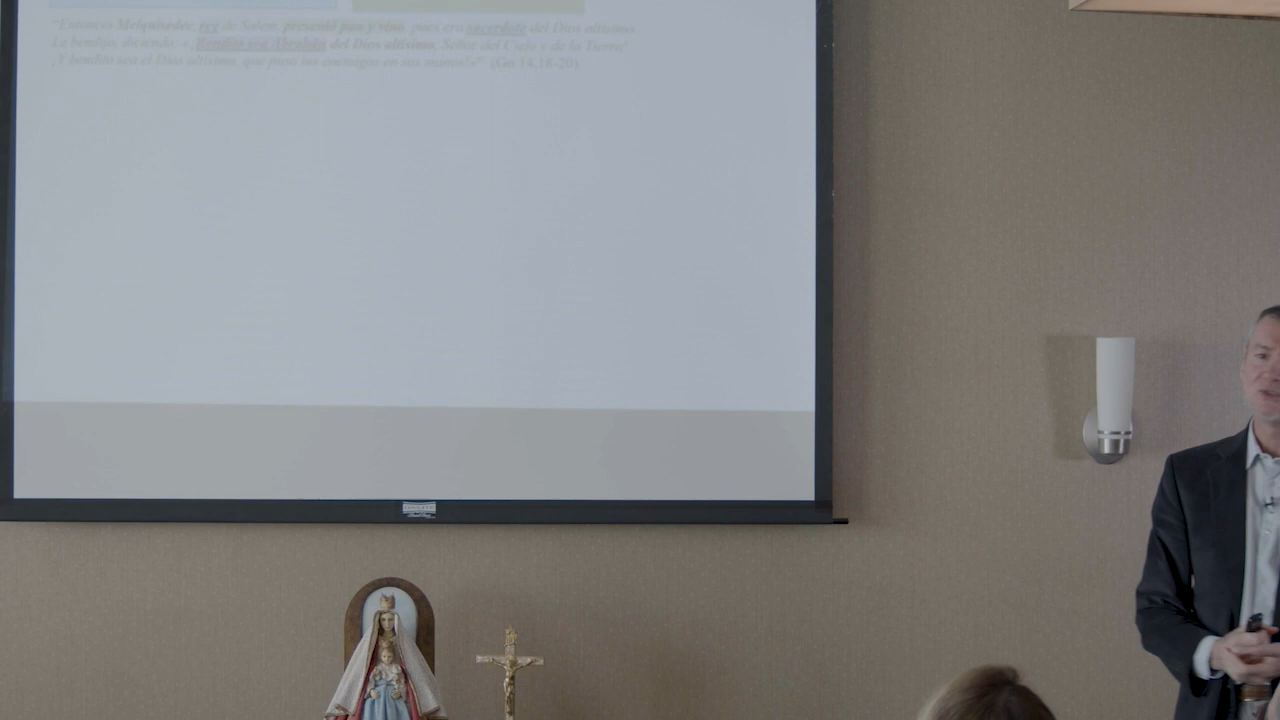 "Entonces Melquisedec rey de Salem, presentó pan y vino, pues era sacerdote del Dios altísimo.
Le bendijo, diciendo: «¡Bendito sea Abrahán del Dios altísimo, Señor del Cielo y de la Tierra!
¡Y bendito sea el Dios altísimo, que puso tus enemigos en tus manos!»" (Gn 14,18-20).